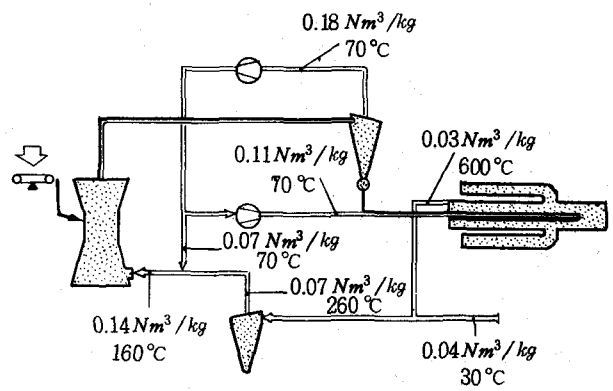 0.18 Nm³/kg
70℃
0.03 Nm³/kg
600℃
0.11 Nm³/kg
70℃
0.07 Nm³/kg
70℃
0.07 Nm³/kg
260℃
0.14 Nm³/kg
160℃
0.04 Nm³/kg
30℃